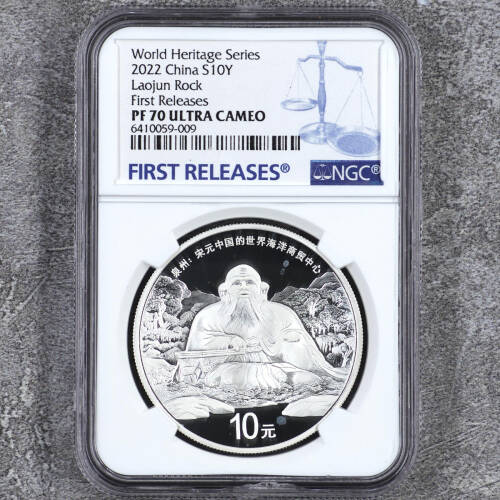 World Heritage Series
2022 China S10Y
Laojun Rock
First Releases
PF 70 ULTRA CAMEO
6410059-009
FIRST RELEASES®
NGC®
泉州：宋元中国的世界海洋商贸中心
10元